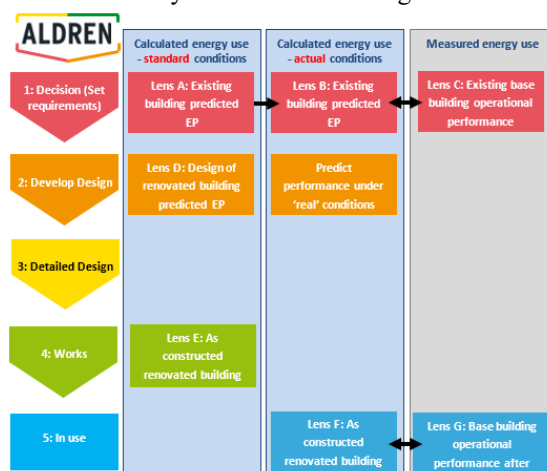 ALDREN
Calculated energy use
- standard conditions
Calculated energy use
- actual conditions
Measured energy use
1: Decision (Set
requirements)
Lens A: Existing
building predicted
EP
Lens B: Existing
building predicted
EP
Lens C: Existing base
building operational
performance
2: Develop Design
Lens D: Design of
renovated building
predicted EP
Predict
performance under
‘real’ conditions
3: Detailed Design
4: Works
Lens E: As
constructed
renovated building
5: In use
Lens F: As
constructed
renovated building
Lens G: Base building
operational
performance after